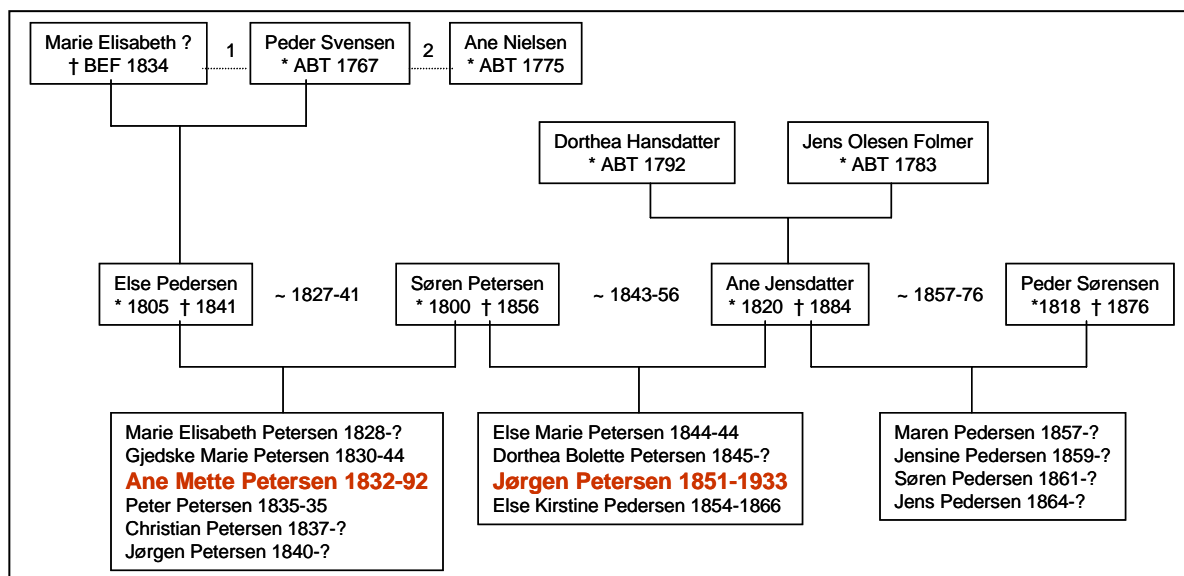 Marie Elisabeth ?
† BEF 1834
1
Peder Svensen
* ABT 1767
2
Ane Nielsen
* ABT 1775
Dorthea Hansdatter
* ABT 1792
Jens Olesen Folmer
* ABT 1783
Else Pedersen
* 1805 † 1841
~ 1827-41
Søren Petersen
* 1800 † 1856
~ 1843-56
Ane Jensdatter
* 1820 † 1884
~ 1857-76
Peder Sørensen
*1818 † 1876
Marie Elisabeth Petersen 1828-?
Gjedske Marie Petersen 1830-44
Ane Mette Petersen 1832-92
Peter Petersen 1835-35
Christian Petersen 1837-?
Jørgen Petersen 1840-?
Else Marie Petersen 1844-44
Dorthea Bolette Petersen 1845-?
Jørgen Petersen 1851-1933
Else Kirstine Pedersen 1854-1866
Maren Pedersen 1857-?
Jensine Pedersen 1859-?
Søren Pedersen 1861-?
Jens Pedersen 1864-?